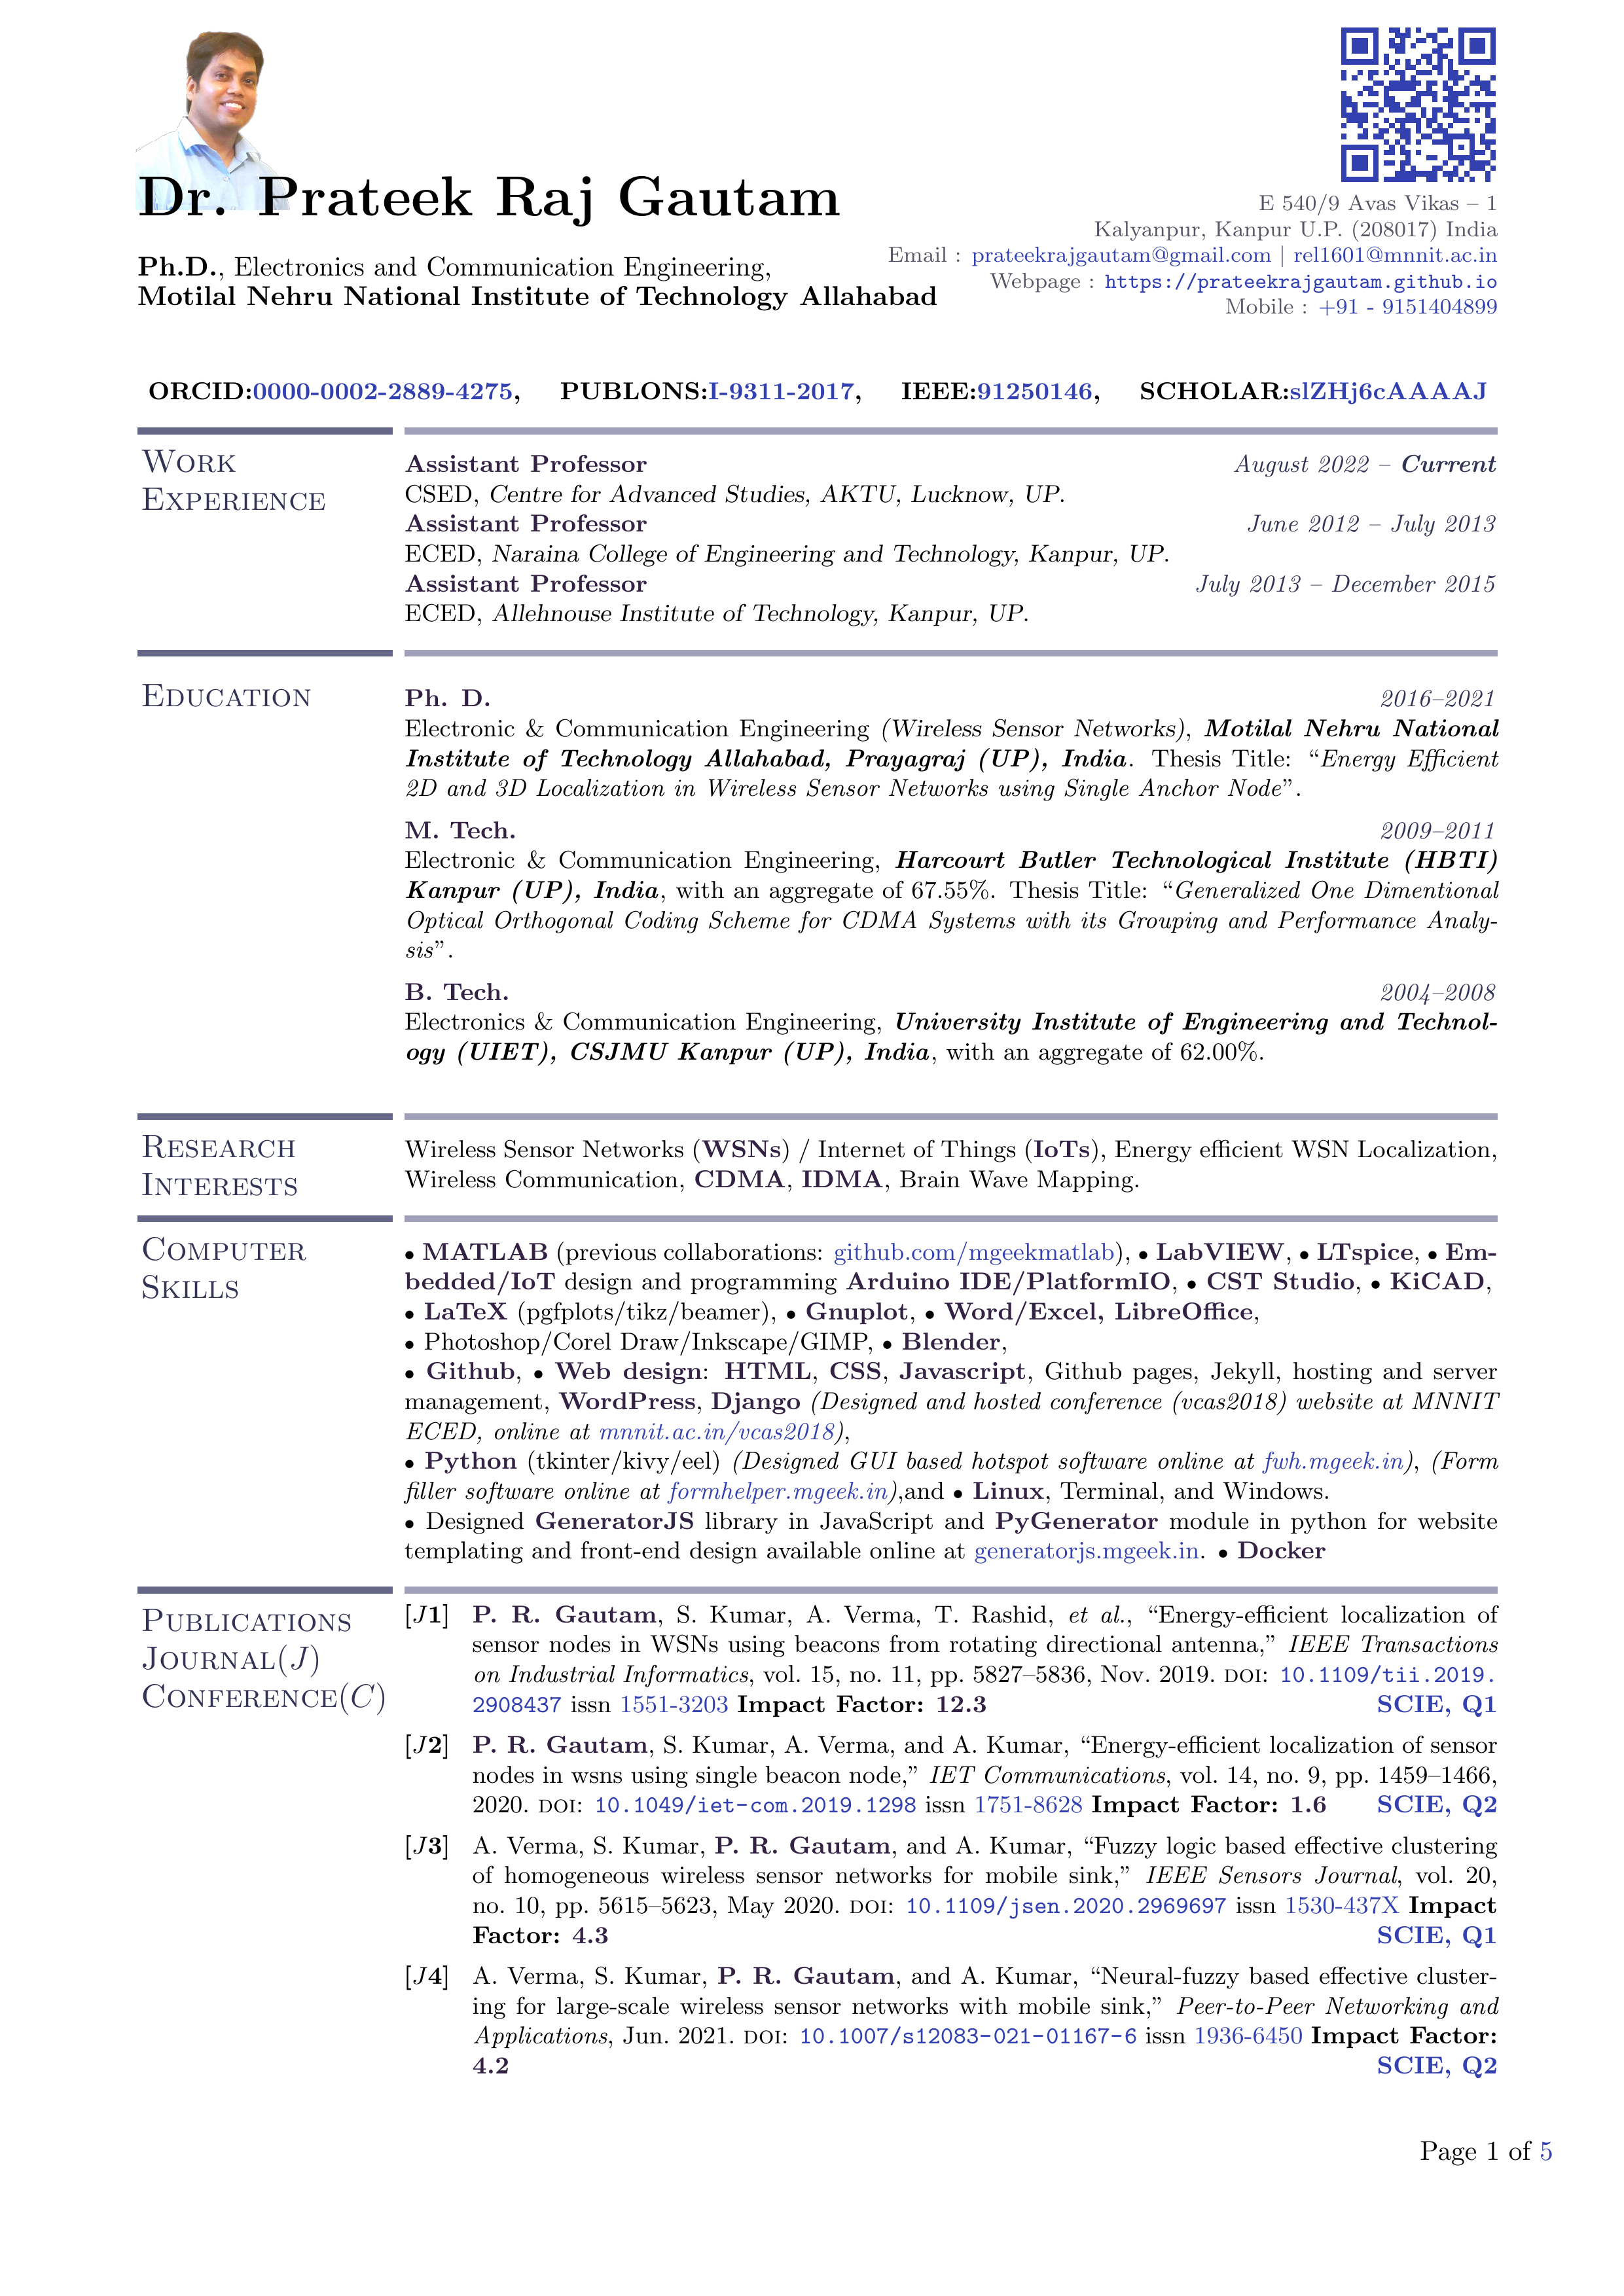 Dr. Prateek Raj Gautam
Ph.D., Electronics and Communication Engineering,
Motilal Nehru National Institute of Technology Allahabad
E 540/9 Avas Vikas – 1
Kalyanpur, Kanpur U.P. (208017) India
Email : prateekrajgautam@gmail.com | rel1601@mnnit.ac.in
Webpage : https://prateekrajgautam.github.io
Mobile : +91 - 9151404899
ORCID:0000-0002-2889-4275, PUBLONS:I-9311-2017, IEEE:91250146, SCHOLAR:slZHj6cAAAAJ
Work
Experience
Assistant Professor August 2022 – Current
CSED, Centre for Advanced Studies, AKTU, Lucknow, UP.
Assistant Professor June 2012 – July 2013
ECED, Naraina College of Engineering and Technology, Kanpur, UP.
Assistant Professor July 2013 – December 2015
ECED, Allehnouse Institute of Technology, Kanpur, UP.
Education
Ph. D. 2016–2021
Electronic & Communication Engineering (Wireless Sensor Networks), Motilal Nehru National
Institute of Technology Allahabad, Prayagraj (UP), India. Thesis Title: “Energy Efficient
2D and 3D Localization in Wireless Sensor Networks using Single Anchor Node”.
M. Tech. 2009–2011
Electronic & Communication Engineering, Harcourt Butler Technological Institute (HBTI)
Kanpur (UP), India, with an aggregate of 67.55%. Thesis Title: “Generalized One Dimentional
Optical Orthogonal Coding Scheme for CDMA Systems with its Grouping and Performance Analy-
sis”.
B. Tech. 2004–2008
Electronics & Communication Engineering, University Institute of Engineering and Technol-
ogy (UIET), CSJMU Kanpur (UP), India, with an aggregate of 62.00%.
Research
Interests
Wireless Sensor Networks (WSNs) / Internet of Things (IoTs), Energy efficient WSN Localization,
Wireless Communication, CDMA, IDMA, Brain Wave Mapping.
Computer
Skills
• MATLAB (previous collaborations: github.com/mgeekmatlab), • LabVIEW, • LTspice, • Em-
bedded/IoT design and programming Arduino IDE/PlatformIO, • CST Studio, • KiCAD,
• LaTeX (pgfplots/tikz/beamer), • Gnuplot, • Word/Excel, LibreOffice,
• Photoshop/Corel Draw/Inkscape/GIMP, • Blender,
• Github, • Web design: HTML, CSS, Javascript, Github pages, Jekyll, hosting and server
management, WordPress, Django (Designed and hosted conference (vcas2018) website at MNNIT
ECED, online at mnnit.ac.in/vcas2018),
• Python (tkinter/kivy/eel) (Designed GUI based hotspot software online at fwh.mgeek.in), (Form
filler software online at formhelper.mgeek.in),and • Linux, Terminal, and Windows.
• Designed GeneratorJS library in JavaScript and PyGenerator module in python for website
templating and front-end design available online at generatorjs.mgeek.in. • Docker
Publications
Journal(J)
Conference(C)
[J1] P. R. Gautam, S. Kumar, A. Verma, T. Rashid, et al., “Energy-efficient localization of
sensor nodes in WSNs using beacons from rotating directional antenna,” IEEE Transactions
on Industrial Informatics, vol. 15, no. 11, pp. 5827–5836, Nov. 2019. DOI: 10.1109/tii.2019.
2908437 issn 1551-3203 Impact Factor: 12.3 SCIE, Q1
[J2] P. R. Gautam, S. Kumar, A. Verma, and A. Kumar, “Energy-efficient localization of sensor
nodes in wsns using single beacon node,” IET Communications, vol. 14, no. 9, pp. 1459–1466,
2020. DOI: 10.1049/iet-com.2019.1298 issn 1751-8628 Impact Factor: 1.6 SCIE, Q2
[J3] A. Verma, S. Kumar, P. R. Gautam, and A. Kumar, “Fuzzy logic based effective clustering
of homogeneous wireless sensor networks for mobile sink,” IEEE Sensors Journal, vol. 20,
no. 10, pp. 5615–5623, May 2020. DOI: 10.1109/jsen.2020.2969697 issn 1530-437X Impact
Factor: 4.3 SCIE, Q1
[J4] A. Verma, S. Kumar, P. R. Gautam, and A. Kumar, “Neural-fuzzy based effective cluster-
ing for large-scale wireless sensor networks with mobile sink,” Peer-to-Peer Networking and
Applications, Jun. 2021. DOI: 10.1007/s12083-021-01167-6 issn 1936-6450 Impact Factor:
4.2 SCIE, Q2
Page 1 of 5